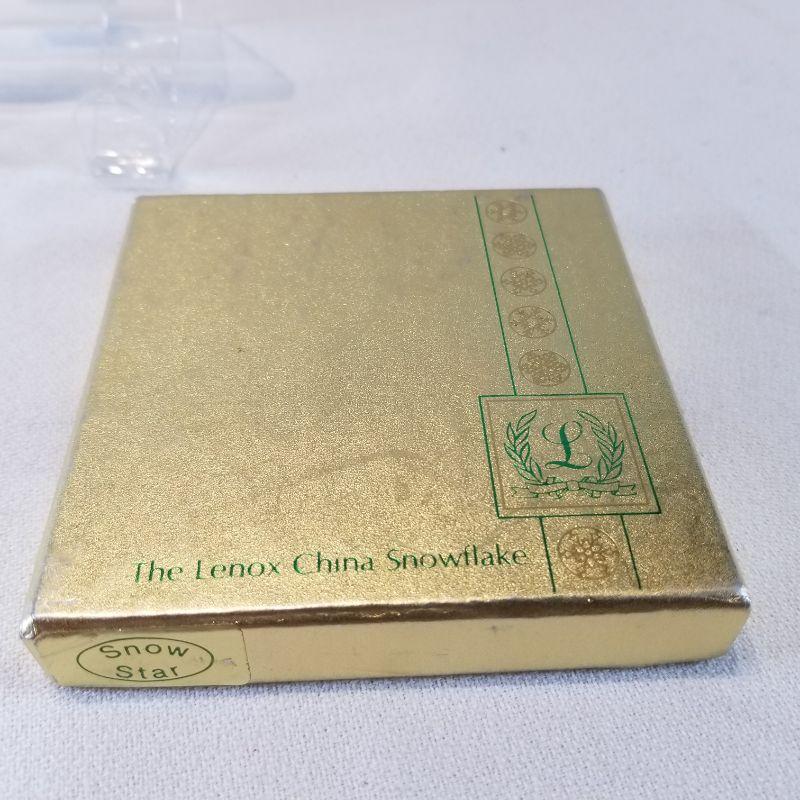 L
The Lenox China Snowflake
Snow
Star